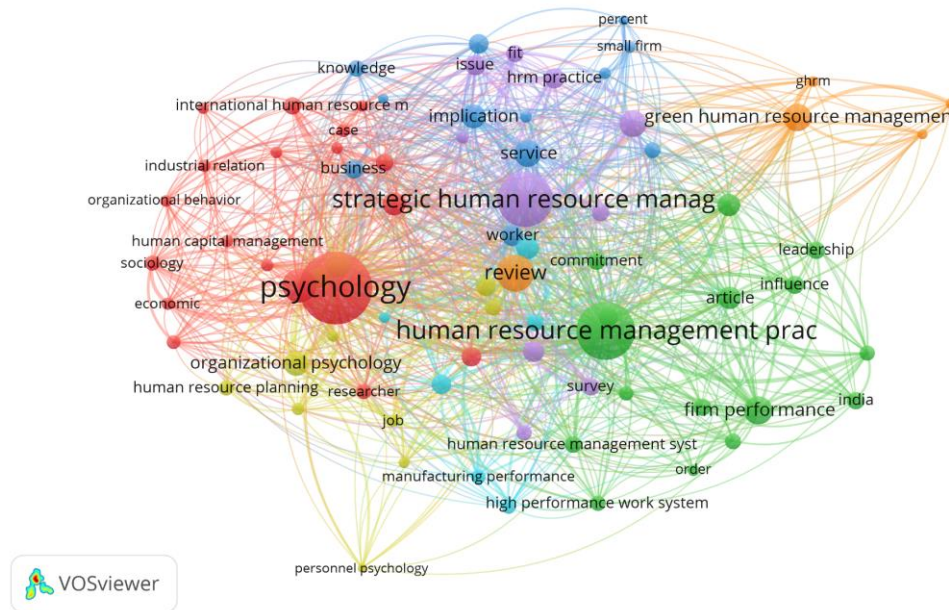 percent
small firm
fit
issue
knowledge
hrm practice
ghrm
international human resource m
implication
green human resource management
case
service
industrial relation
business
organizational behavior
strategic human resource manag
worker
human capital management
commitment
leadership
sociology
review
psychology
influence
article
economic
human resource management prac
organizational psychology
human resource planning
researcher
survey
india
firm performance
job
human resource management syst
order
manufacturing performance
high performance work system
personnel psychology
VOSviewer